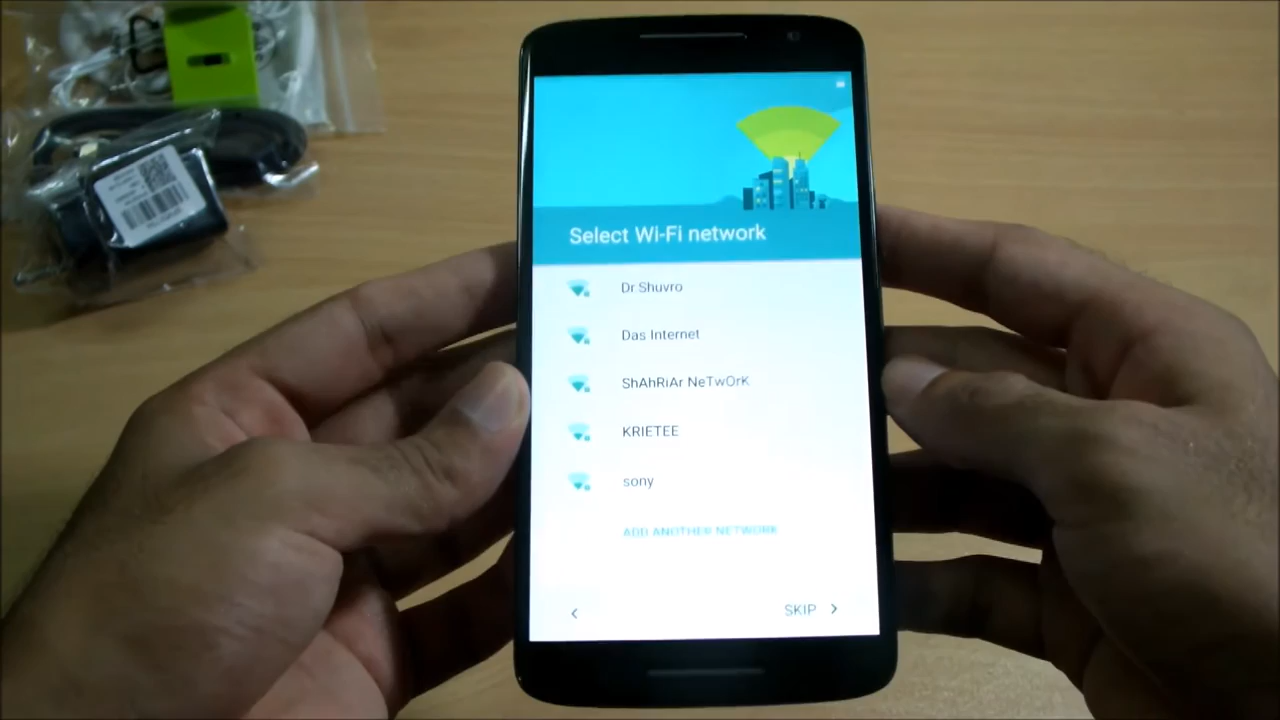 Select Wi-Fi network
Dr Shuvro
Das Internet
ShAhRiAr NeTwOrK
KRIETEE
sony
ADD ANOTHER NETWORK
SKIP